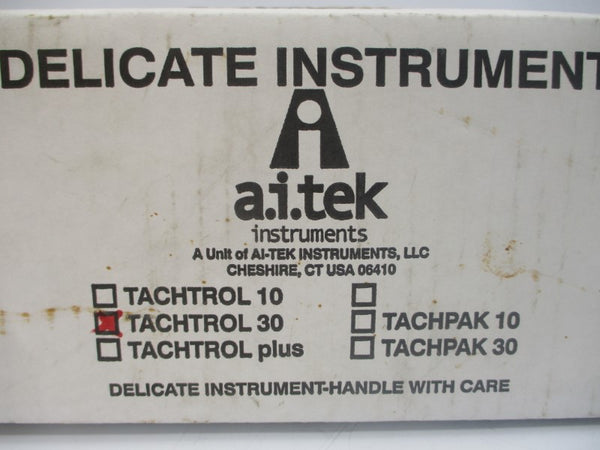 DELICATE INSTRUMENT
a.i.tek
instruments
A Unit of AI-TEK INSTRUMENTS, LLC
CHESHIRE, CT USA 06410
TACHTROL 10
TACHTROL 30 TACHPAK 10
TACHTROL plus TACHPAK 30
DELICATE INSTRUMENT-HANDLE WITH CARE